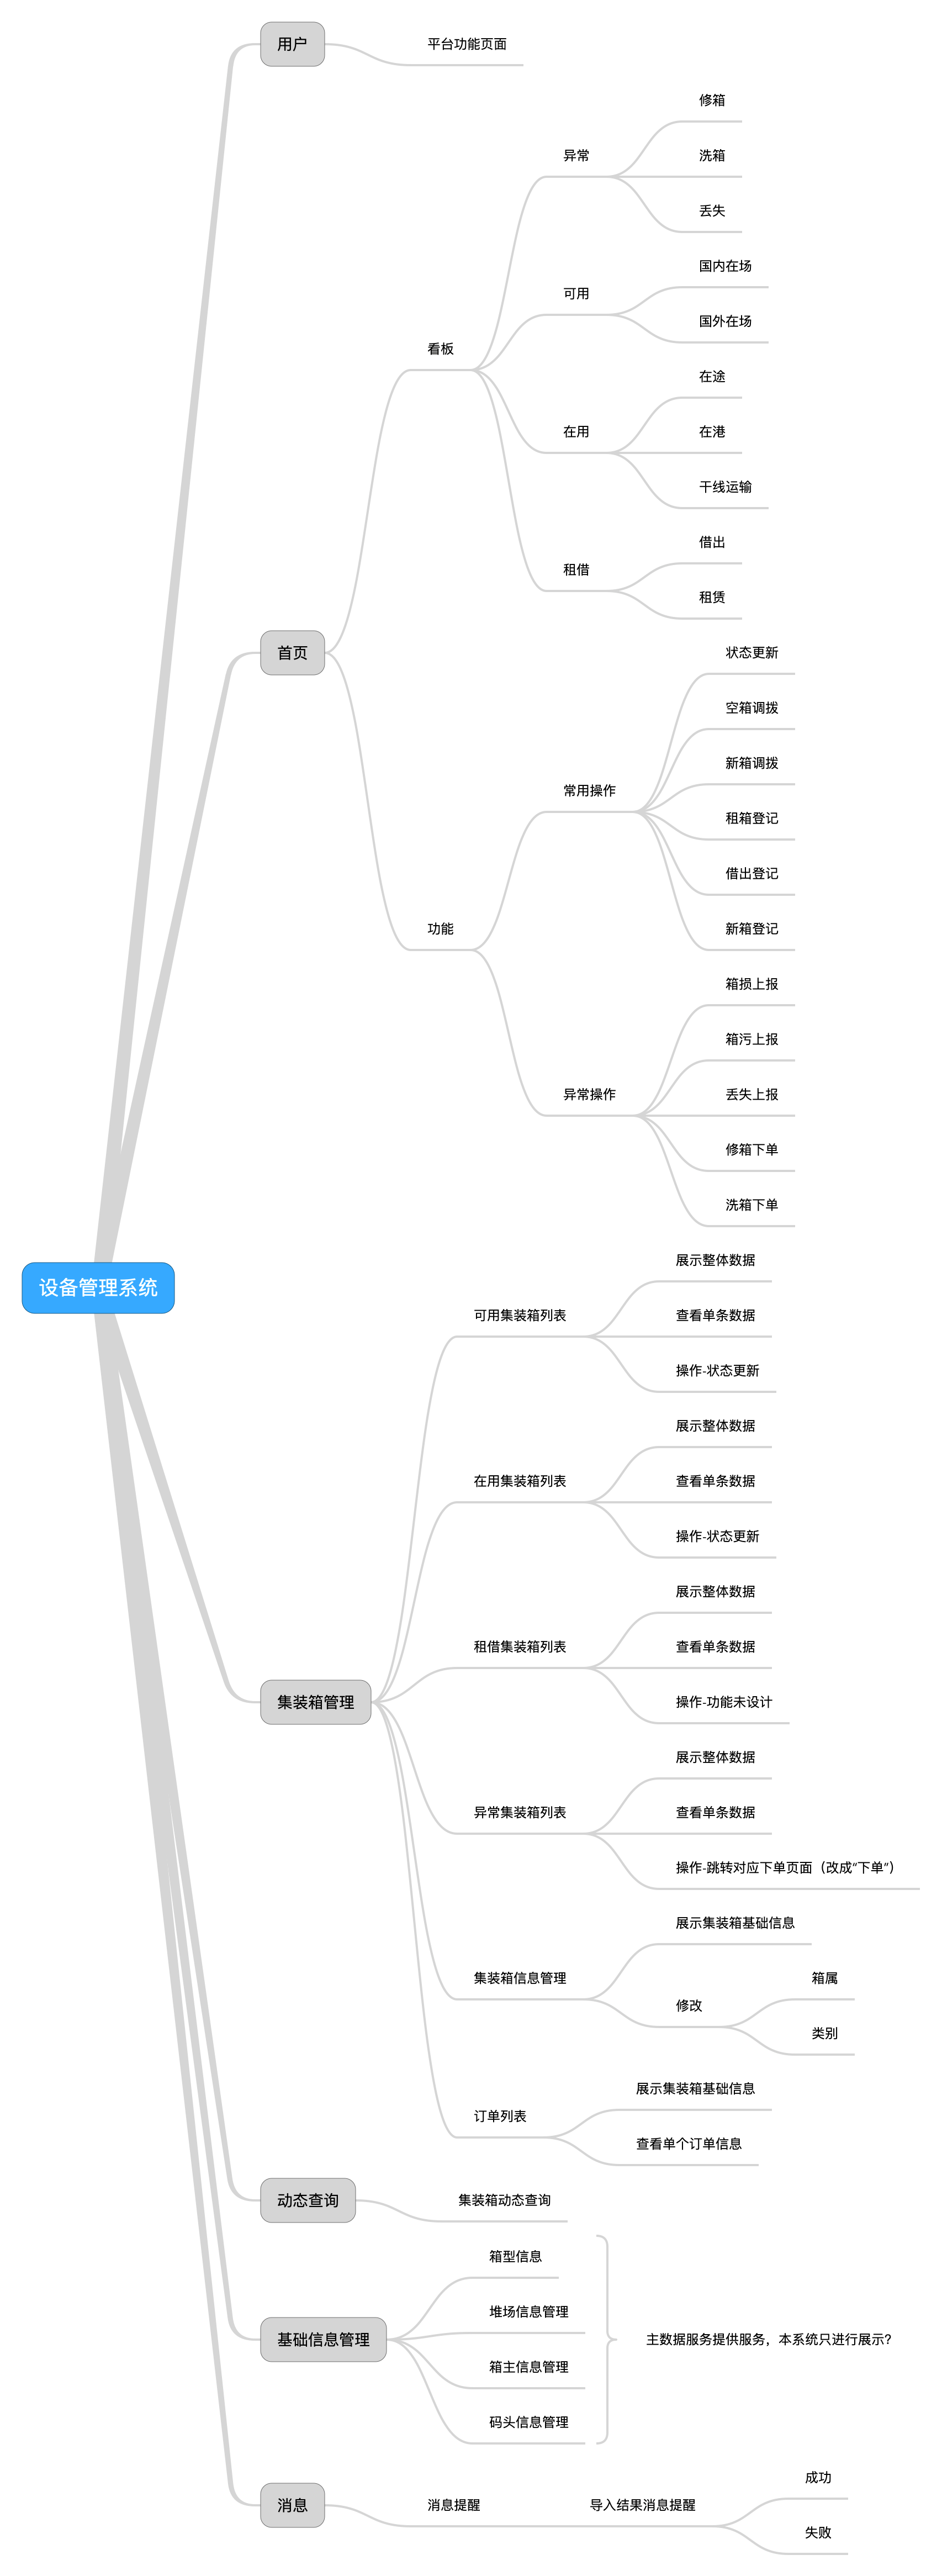 用户
平台功能页面
修箱
异常
洗箱
丢失
国内在场
可用
国外在场
看板
在途
在用
在港
干线运输
借出
租借
租赁
首页
状态更新
空箱调拨
新箱调拨
常用操作
租箱登记
借出登记
功能
新箱登记
箱损上报
箱污上报
异常操作
丢失上报
修箱下单
洗箱下单
设备管理系统
展示整体数据
可用集装箱列表
查看单条数据
操作-状态更新
展示整体数据
在用集装箱列表
查看单条数据
操作-状态更新
展示整体数据
租借集装箱列表
查看单条数据
操作-功能未设计
集装箱管理
展示整体数据
异常集装箱列表
查看单条数据
操作-跳转对应下单页面（改成“下单”）
展示集装箱基础信息
集装箱信息管理
箱属
修改
类别
展示集装箱基础信息
订单列表
查看单个订单信息
动态查询
集装箱动态查询
箱型信息
堆场信息管理
基础信息管理
主数据服务提供服务，本系统只进行展示？
箱主信息管理
码头信息管理
成功
消息
消息提醒
导入结果消息提醒
失败